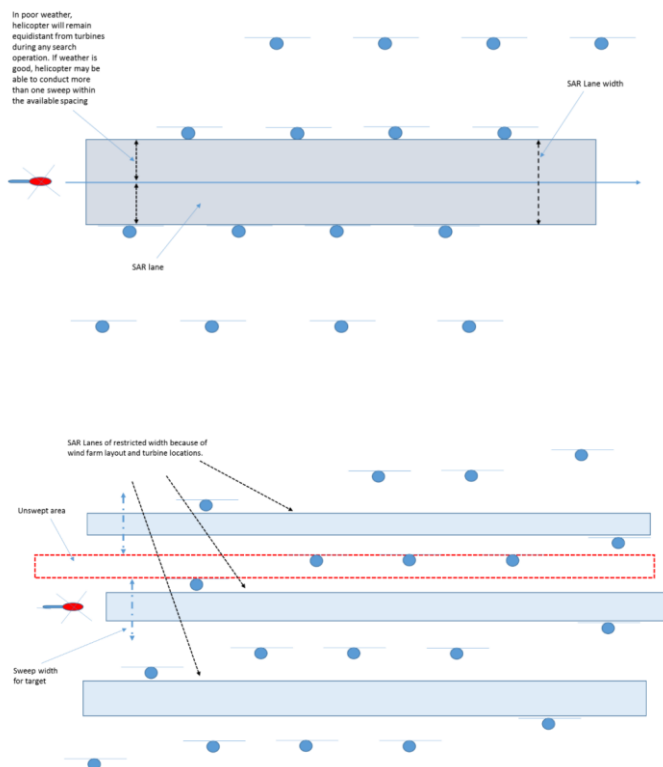 In poor weather,
helicopter will remain
equidistant from turbines
during any search
operation. If weather is
good, helicopter may be
able to conduct more
than one sweep within
the available spacing
SAR Lane width
SAR lane
SAR Lanes of restricted width because of
wind farm layout and turbine locations.
Unswept area
Sweep width
for target